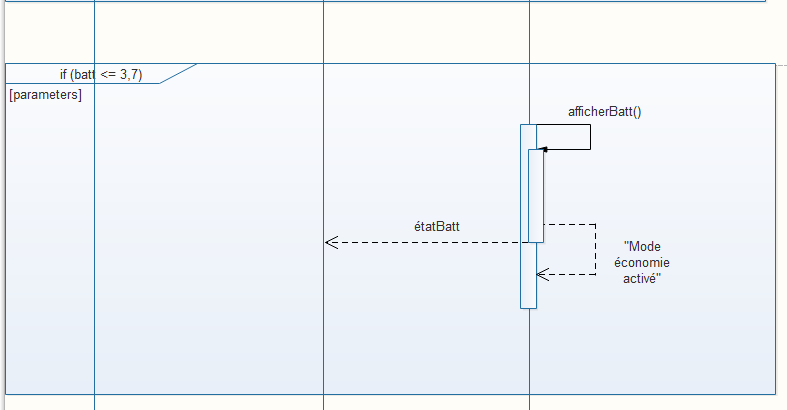 if (batt <= 3,7)
[parameters]
afficherBatt()
étatBatt
"Mode
économie
activé"